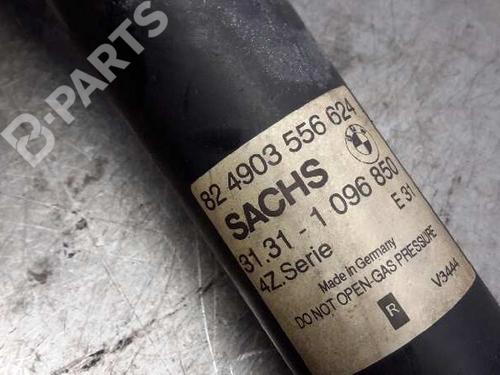 B-PARTS
82 4903 556 624
SACHS
31.31 - 1 096 850
4Z.Serie
E 31
Made in Germany
DO NOT OPEN-GAS PRESSURE
R
V3444